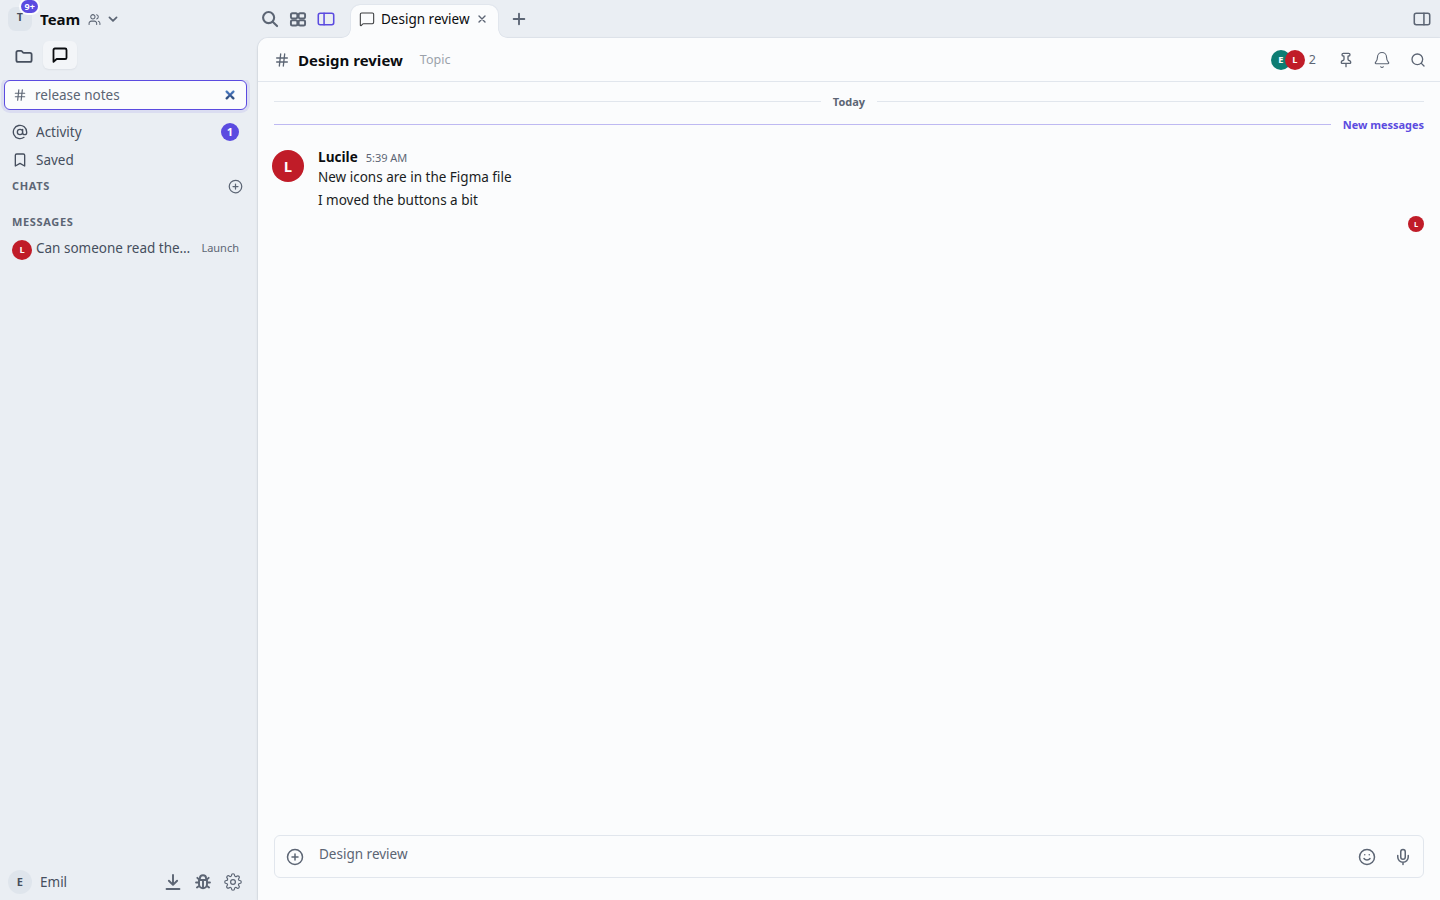 9+
T Team
Design review
release notes
Design review Topic
E L 2
Today
Activity 1
New messages
Saved
Lucile 5:39 AM
L
New icons are in the Figma file
CHATS
I moved the buttons a bit
MESSAGES
L
L Can someone read the... Launch
Design review
E Emil